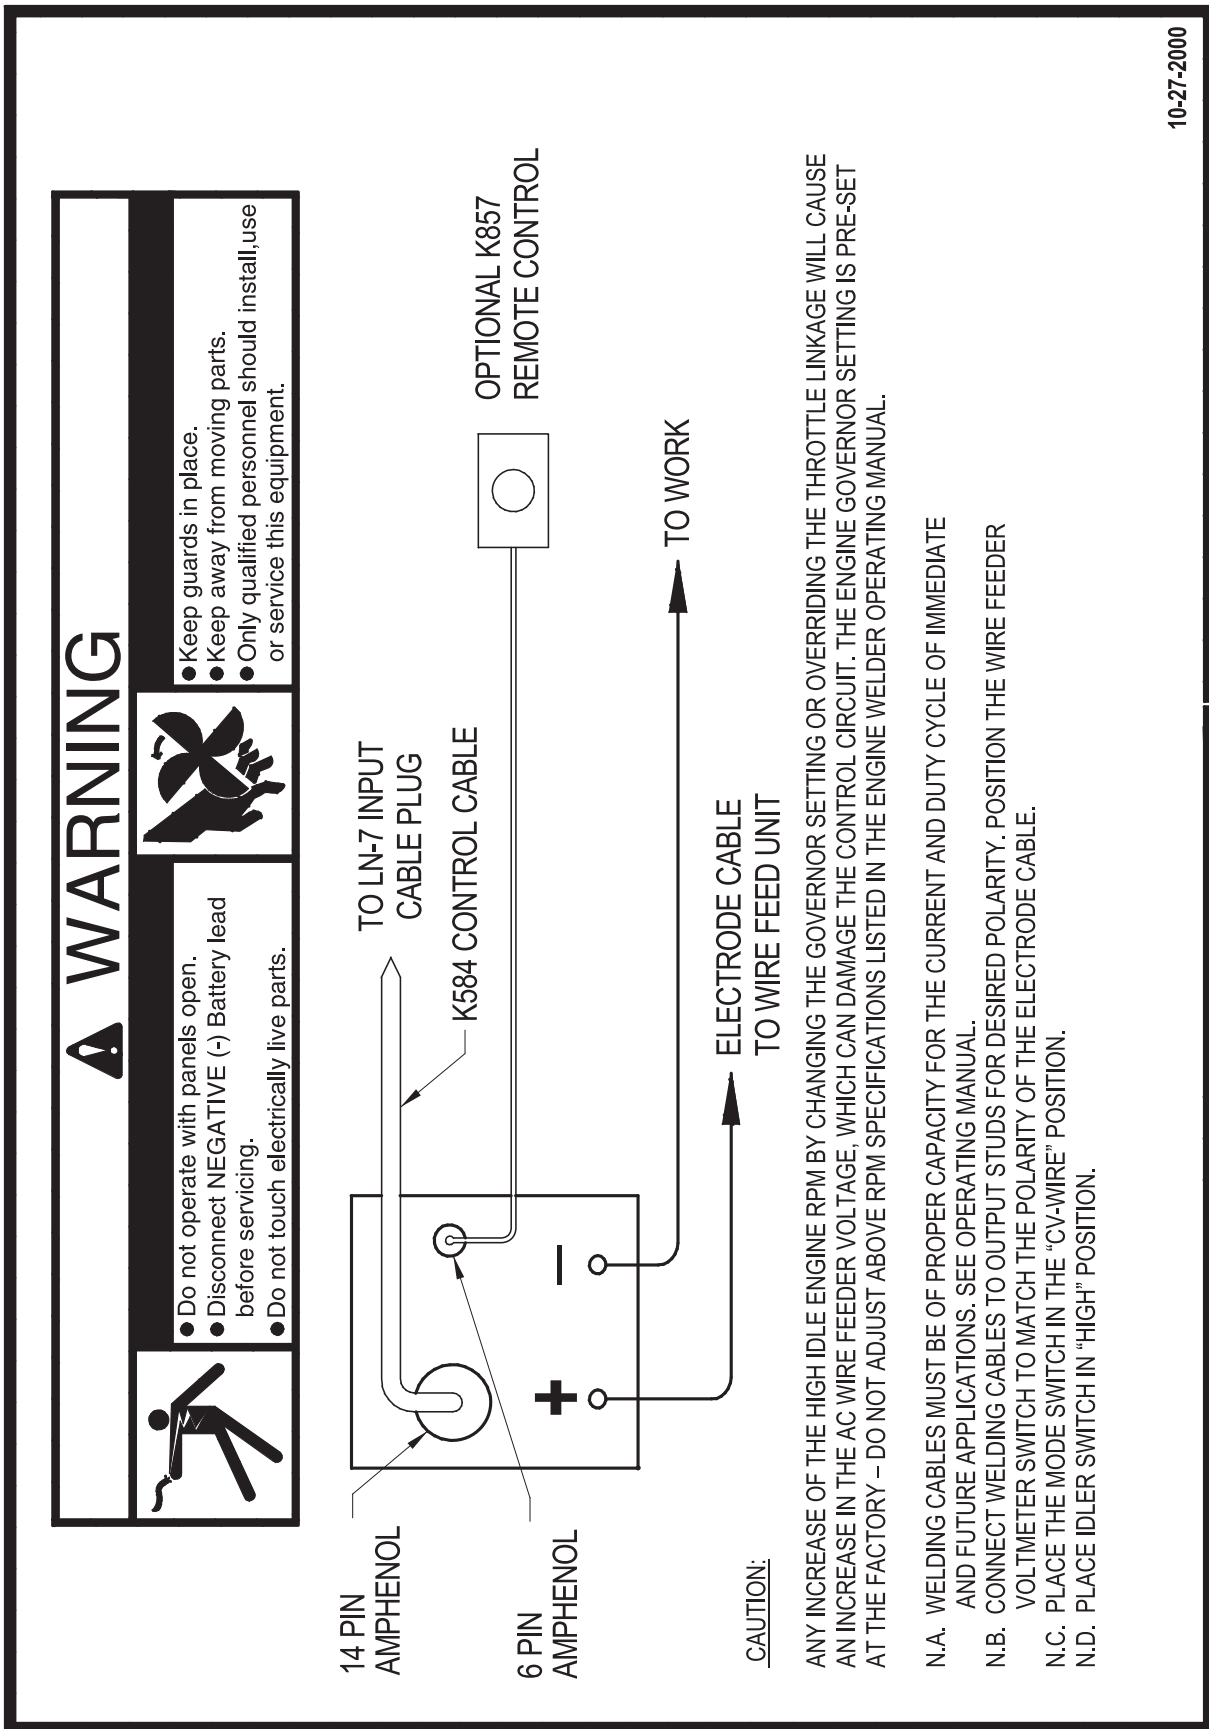 WARNING
● Do not operate with panels open.
● Disconnect NEGATIVE (-) Battery lead
before servicing.
● Do not touch electrically live parts.
● Keep guards in place.
● Keep away from moving parts.
● Only qualified personnel should install,use
or service this equipment.
14 PIN
AMPHENOL
6 PIN
AMPHENOL
TO LN-7 INPUT
CABLE PLUG
K584 CONTROL CABLE
OPTIONAL K857
REMOTE CONTROL
+
−
TO WORK
ELECTRODE CABLE
TO WIRE FEED UNIT
CAUTION:
ANY INCREASE OF THE HIGH IDLE ENGINE RPM BY CHANGING THE GOVERNOR SETTING OR OVERRIDING THE THROTTLE LINKAGE WILL CAUSE
AN INCREASE IN THE AC WIRE FEEDER VOLTAGE, WHICH CAN DAMAGE THE CONTROL CIRCUIT. THE ENGINE GOVERNOR SETTING IS PRE-SET
AT THE FACTORY – DO NOT ADJUST ABOVE RPM SPECIFICATIONS LISTED IN THE ENGINE WELDER OPERATING MANUAL.
N.A. WELDING CABLES MUST BE OF PROPER CAPACITY FOR THE CURRENT AND DUTY CYCLE OF IMMEDIATE
AND FUTURE APPLICATIONS. SEE OPERATING MANUAL.
N.B. CONNECT WELDING CABLES TO OUTPUT STUDS FOR DESIRED POLARITY. POSITION THE WIRE FEEDER
VOLTMETER SWITCH TO MATCH THE POLARITY OF THE ELECTRODE CABLE.
N.C. PLACE THE MODE SWITCH IN THE “CV-WIRE” POSITION.
N.D. PLACE IDLER SWITCH IN “HIGH” POSITION.
10-27-2000